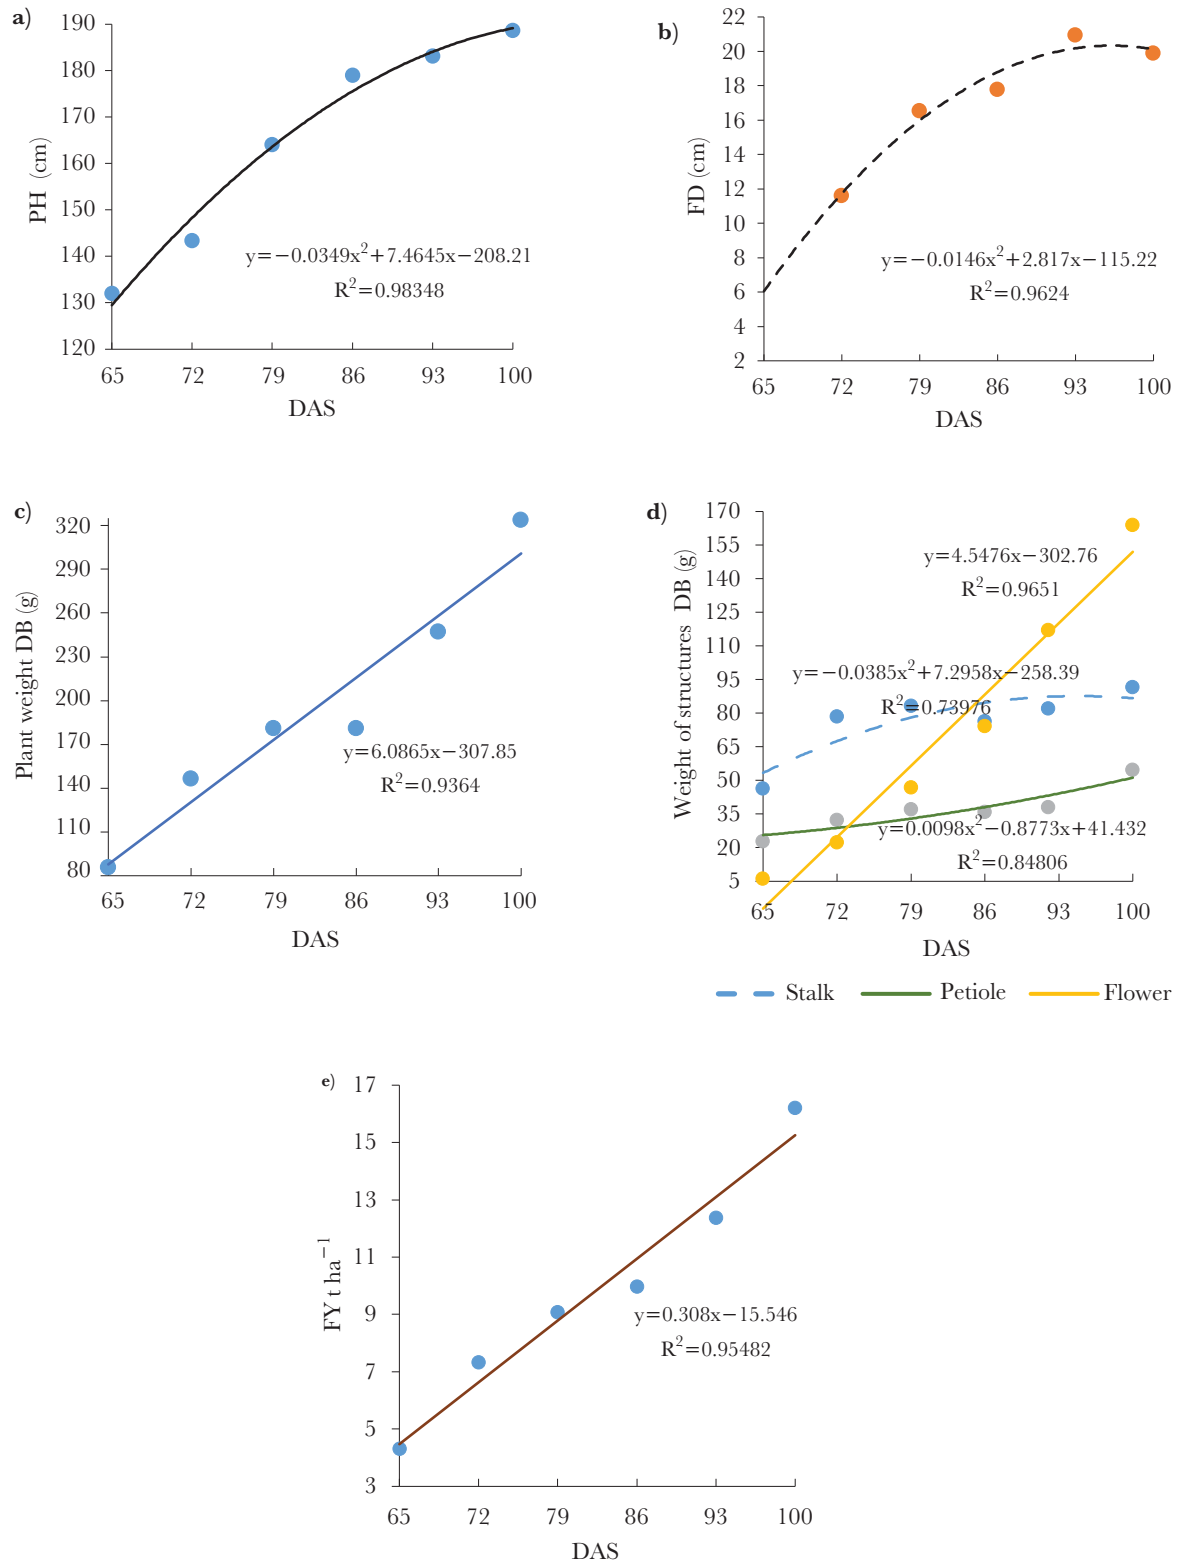 a)
190
180
170
160
150
140
130
120
PH (cm)
y=−0.0349x²+7.4645x−208.21
R²=0.98348
65 72 79 86 93 100
DAS
b)
22
20
18
16
14
12
10
8
6
4
2
FD (cm)
y=−0.0146x²+2.817x−115.22
R²=0.9624
65 72 79 86 93 100
DAS
c)
320
290
260
230
200
170
140
110
80
Plant weight DB (g)
y=6.0865x−307.85
R²=0.9364
65 72 79 86 93 100
DAS
d)
170
155
140
125
110
95
80
65
50
35
20
5
Weight of structures DB (g)
y=4.5476x−302.76
R²=0.9651
y=−0.0385x²+7.2958x−258.39
R²=0.73976
y=0.0098x²−0.8773x+41.432
R²=0.84806
65 72 79 86 93 100
DAS
Stalk Petiole Flower
e)
17
15
13
11
9
7
5
3
FY t ha⁻¹
y=0.308x−15.546
R²=0.95482
65 72 79 86 93 100
DAS